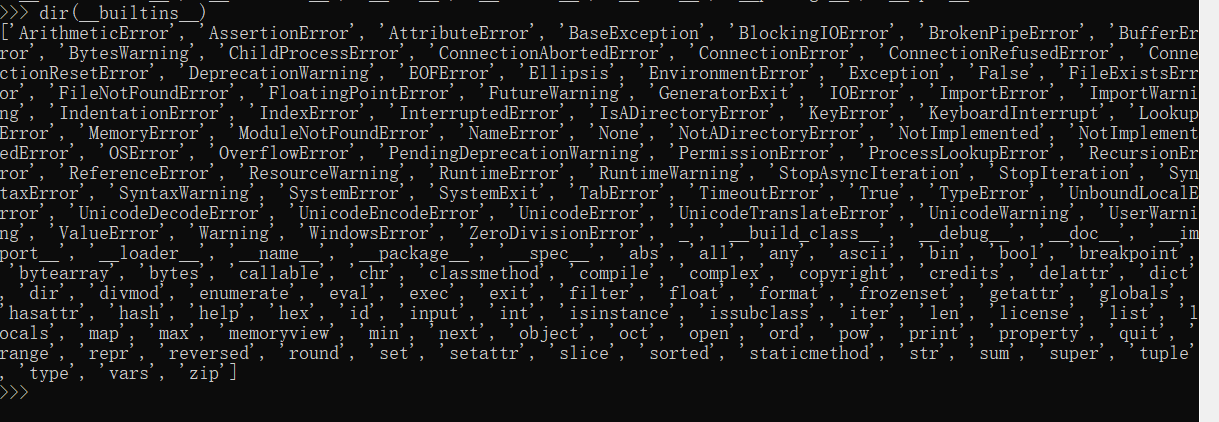 >>> dir(__builtins__)
['ArithmeticError', 'AssertionError', 'AttributeError', 'BaseException', 'BlockingIOError', 'BrokenPipeError', 'BufferEr
ror', 'BytesWarning', 'ChildProcessError', 'ConnectionAbortedError', 'ConnectionError', 'ConnectionRefusedError', 'Conne
ctionResetError', 'DeprecationWarning', 'EOFError', 'Ellipsis', 'EnvironmentError', 'Exception', 'False', 'FileExistsErr
or', 'FileNotFoundError', 'FloatingPointError', 'FutureWarning', 'GeneratorExit', 'IOError', 'ImportError', 'ImportWarni
ng', 'IndentationError', 'IndexError', 'InterruptedError', 'IsADirectoryError', 'KeyError', 'KeyboardInterrupt', 'Lookup
Error', 'MemoryError', 'ModuleNotFoundError', 'NameError', 'None', 'NotADirectoryError', 'NotImplemented', 'NotImplement
edError', 'OSError', 'OverflowError', 'PendingDeprecationWarning', 'PermissionError', 'ProcessLookupError', 'RecursionEr
ror', 'ReferenceError', 'ResourceWarning', 'RuntimeError', 'RuntimeWarning', 'StopAsyncIteration', 'StopIteration', 'Syn
taxError', 'SyntaxWarning', 'SystemError', 'SystemExit', 'TabError', 'TimeoutError', 'True', 'TypeError', 'UnboundLocalE
rror', 'UnicodeDecodeError', 'UnicodeEncodeError', 'UnicodeError', 'UnicodeTranslateError', 'UnicodeWarning', 'UserWarni
ng', 'ValueError', 'Warning', 'WindowsError', 'ZeroDivisionError', '_', '__build_class__', '__debug__', '__doc__', '__im
port__', '__loader__', '__name__', '__package__', '__spec__', 'abs', 'all', 'any', 'ascii', 'bin', 'bool', 'breakpoint',
 'bytearray', 'bytes', 'callable', 'chr', 'classmethod', 'compile', 'complex', 'copyright', 'credits', 'delattr', 'dict'
, 'dir', 'divmod', 'enumerate', 'eval', 'exec', 'exit', 'filter', 'float', 'format', 'frozenset', 'getattr', 'globals',
'hasattr', 'hash', 'help', 'hex', 'id', 'input', 'int', 'isinstance', 'issubclass', 'iter', 'len', 'license', 'list', 'l
ocals', 'map', 'max', 'memoryview', 'min', 'next', 'object', 'oct', 'open', 'ord', 'pow', 'print', 'property', 'quit', '
range', 'repr', 'reversed', 'round', 'set', 'setattr', 'slice', 'sorted', 'staticmethod', 'str', 'sum', 'super', 'tuple'
, 'type', 'vars', 'zip']
>>>